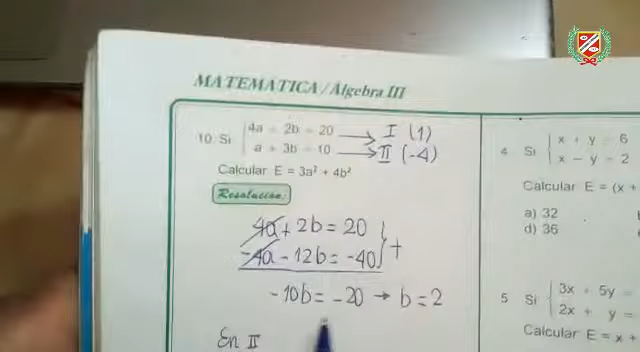 MATEMÁTICA / Álgebra III
10. Si 4a + 2b = 20 → I (1)
a + 3b = 10 → II (-4)
Calcular E = 3a² + 4b²
Resolución:
4a + 2b = 20
-4a - 12b = -40 } +
-10b = -20 → b = 2
En II
4 Si x + y = 6
x - y = 2
Calcular E = (x +
a) 32
d) 36
5 Si 3x + 5y =
2x + y =
Calcular E = x +